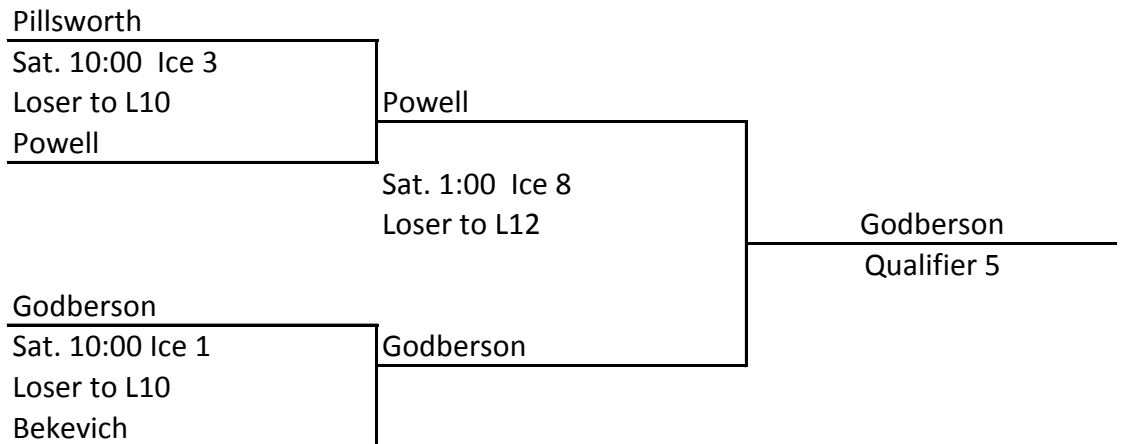 Pillsworth
Sat. 10:00 Ice 3
Loser to L10
Powell
Powell
Sat. 1:00 Ice 8
Loser to L12
Godberson
Qualifier 5
Godberson
Sat. 10:00 Ice 1
Godberson
Loser to L10
Bekevich